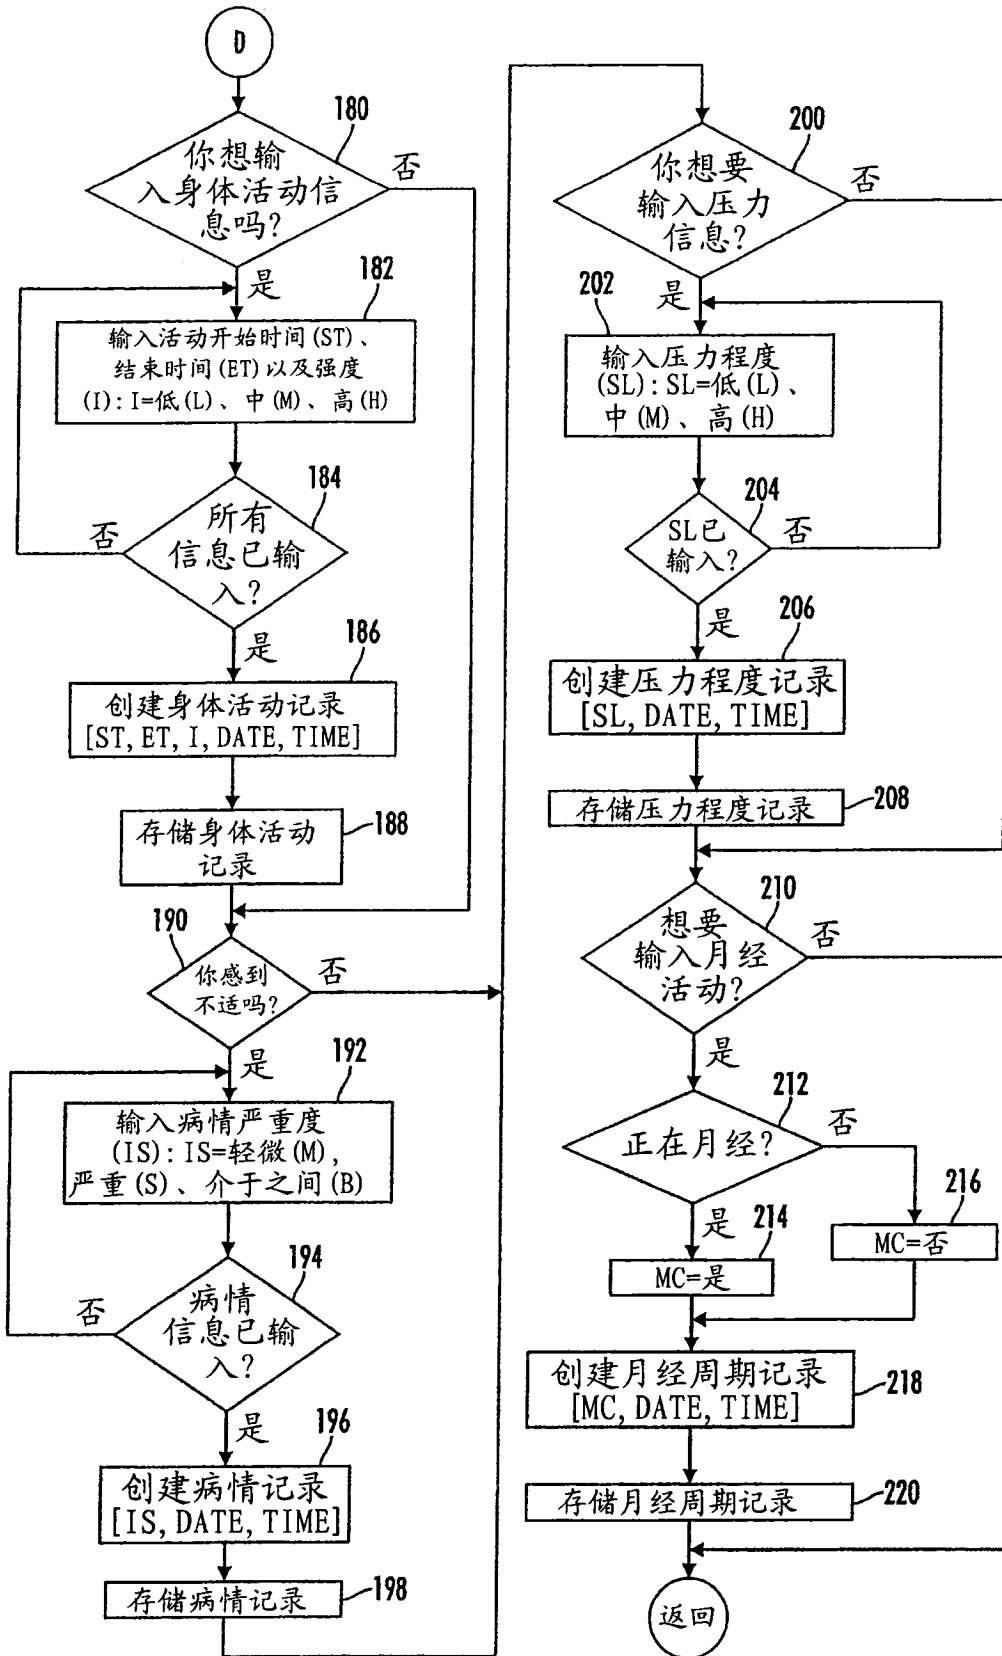 D
180
你想输
入身体活动信
息吗?
否
是
182
输入活动开始时间(ST)、
结束时间(ET)以及强度
(I):I=低(L)、中(M)、高(H)
184
所有
信息已输
入?
否
是
186
创建身体活动记录
[ST,ET,I,DATE,TIME]
存储身体活动
记录
188
190
你感到
不适吗?
否
是
192
输入病情严重度
(IS):IS=轻微(M),
严重(S)、介于之间(B)
194
病情
信息已输
入?
否
是
196
创建病情记录
[IS,DATE,TIME]
存储病情记录
198
200
你想要
输入压力
信息?
否
是
202
输入压力程度
(SL):SL=低(L)、
中(M)、高(H)
204
SL已
输入?
否
是
206
创建压力程度记录
[SL,DATE,TIME]
存储压力程度记录
208
210
想要
输入月经
活动?
否
是
212
正在月经?
否
是
214
MC=是
216
MC=否
创建月经周期记录
[MC,DATE,TIME]
218
存储月经周期记录
220
返回